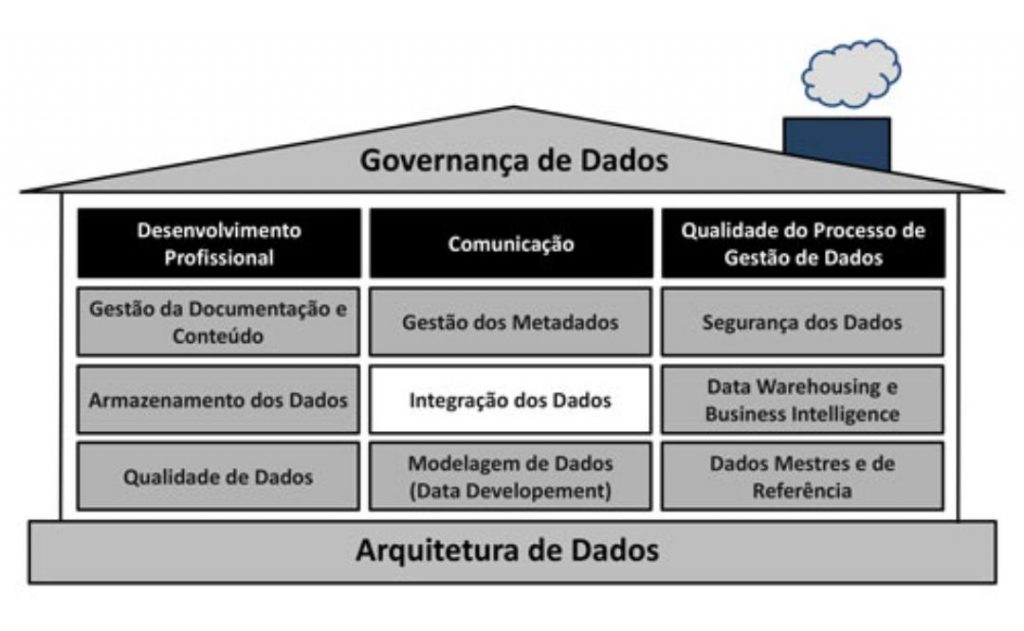 Governança de Dados
Desenvolvimento
Profissional
Comunicação
Qualidade do Processo de
Gestão de Dados
Gestão da Documentação e
Conteúdo
Gestão dos Metadados
Segurança dos Dados
Armazenamento dos Dados
Integração dos Dados
Data Warehousing e
Business Intelligence
Qualidade de Dados
Modelagem de Dados
(Data Developement)
Dados Mestres e de
Referência
Arquitetura de Dados